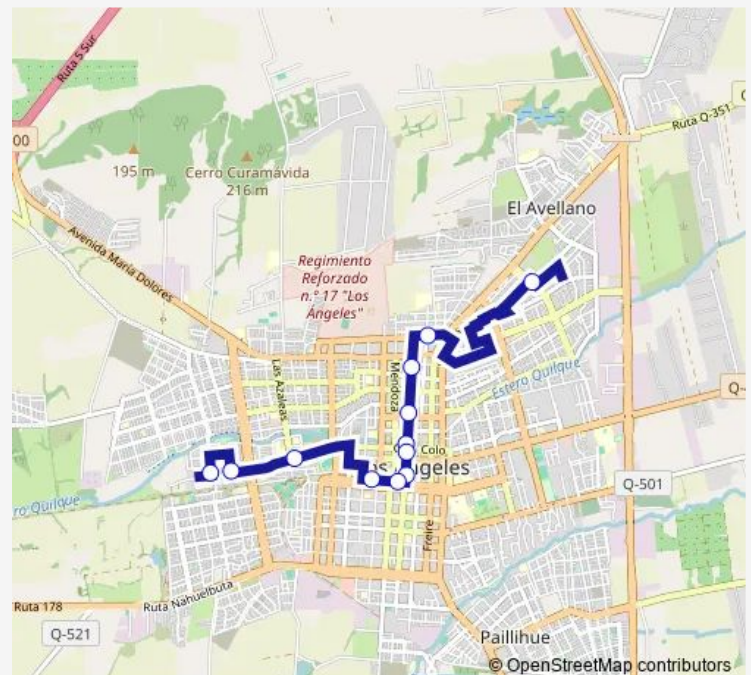 Ruta 5 Sur
00
195 m
Cerro Curamávida
216 m
Ruta Q-351
El Avellano
Avenida María Dolores
Regimiento
Reforzado
n.° 17 "Los
Ángeles"
Las Azaleas
Mendoza
Estero Quilque
Q-
Colo
Ángeles
Q-501
ero Quilque
Freire
Ruta 178
Ruta Nahuelbuta
Q-521
Paillihue
© OpenStreetMap contributors